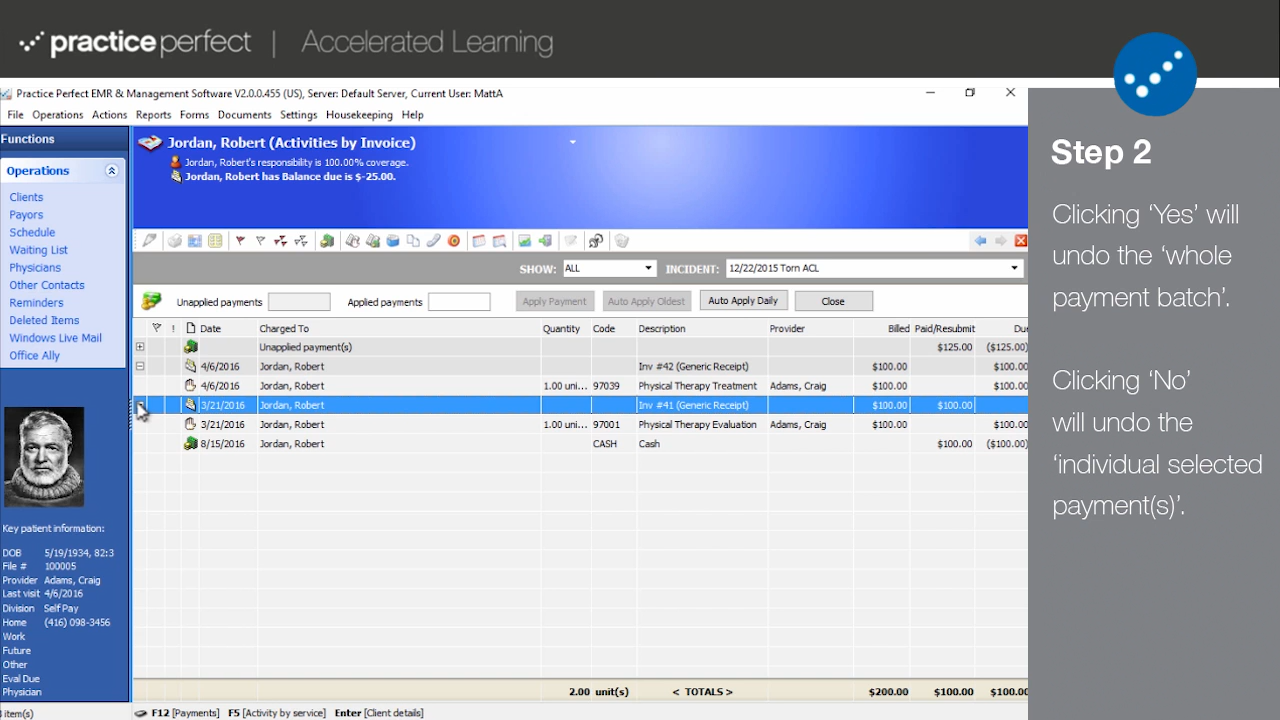 practiceperfect | Accelerated Learning
Practice Perfect EMR & Management Software V2.0.0.455 (US), Server: Default Server, Current User: MattA
File Operations Actions Reports Forms Documents Settings Housekeeping Help
Functions
Operations
Clients
Payors
Schedule
Waiting List
Physicians
Other Contacts
Reminders
Deleted Items
Windows Live Mail
Office Ally
Key patient information:
DOB 5/19/1934, 82:3
File # 100005
Provider Adams, Craig
Last visit 4/6/2016
Division Self Pay
Home (416) 098-3456
Work
Future
Other
Eval Due
Physician
item(s)
Jordan, Robert (Activities by Invoice)
Jordan, Robert's responsibility is 100.00% coverage.
Jordan, Robert has Balance due is $-25.00.
SHOW: ALL INCIDENT: 12/22/2015 Torn ACL
Unapplied payments Applied payments Apply Payment Auto Apply Oldest Auto Apply Daily Close
! Date Charged To Quantity Code Description Provider Billed Paid/Resubmit Due
Unapplied payment(s) $125.00 ($125.00)
4/6/2016 Jordan, Robert Inv #42 (Generic Receipt) $100.00 $100.00
4/6/2016 Jordan, Robert 1.00 uni... 97039 Physical Therapy Treatment Adams, Craig $100.00 $100.00
3/21/2016 Jordan, Robert Inv #41 (Generic Receipt) $100.00 $100.00
3/21/2016 Jordan, Robert 1.00 uni... 97001 Physical Therapy Evaluation Adams, Craig $100.00 $100.00
8/15/2016 Jordan, Robert CASH Cash $100.00 ($100.00)
2.00 unit(s) < TOTALS > $200.00 $100.00 $100.00
F12 [Payments] F5 [Activity by service] Enter [Client details]
Step 2
Clicking ‘Yes’ will
undo the ‘whole
payment batch’.
Clicking ‘No’
will undo the
‘individual selected
payment(s)’.